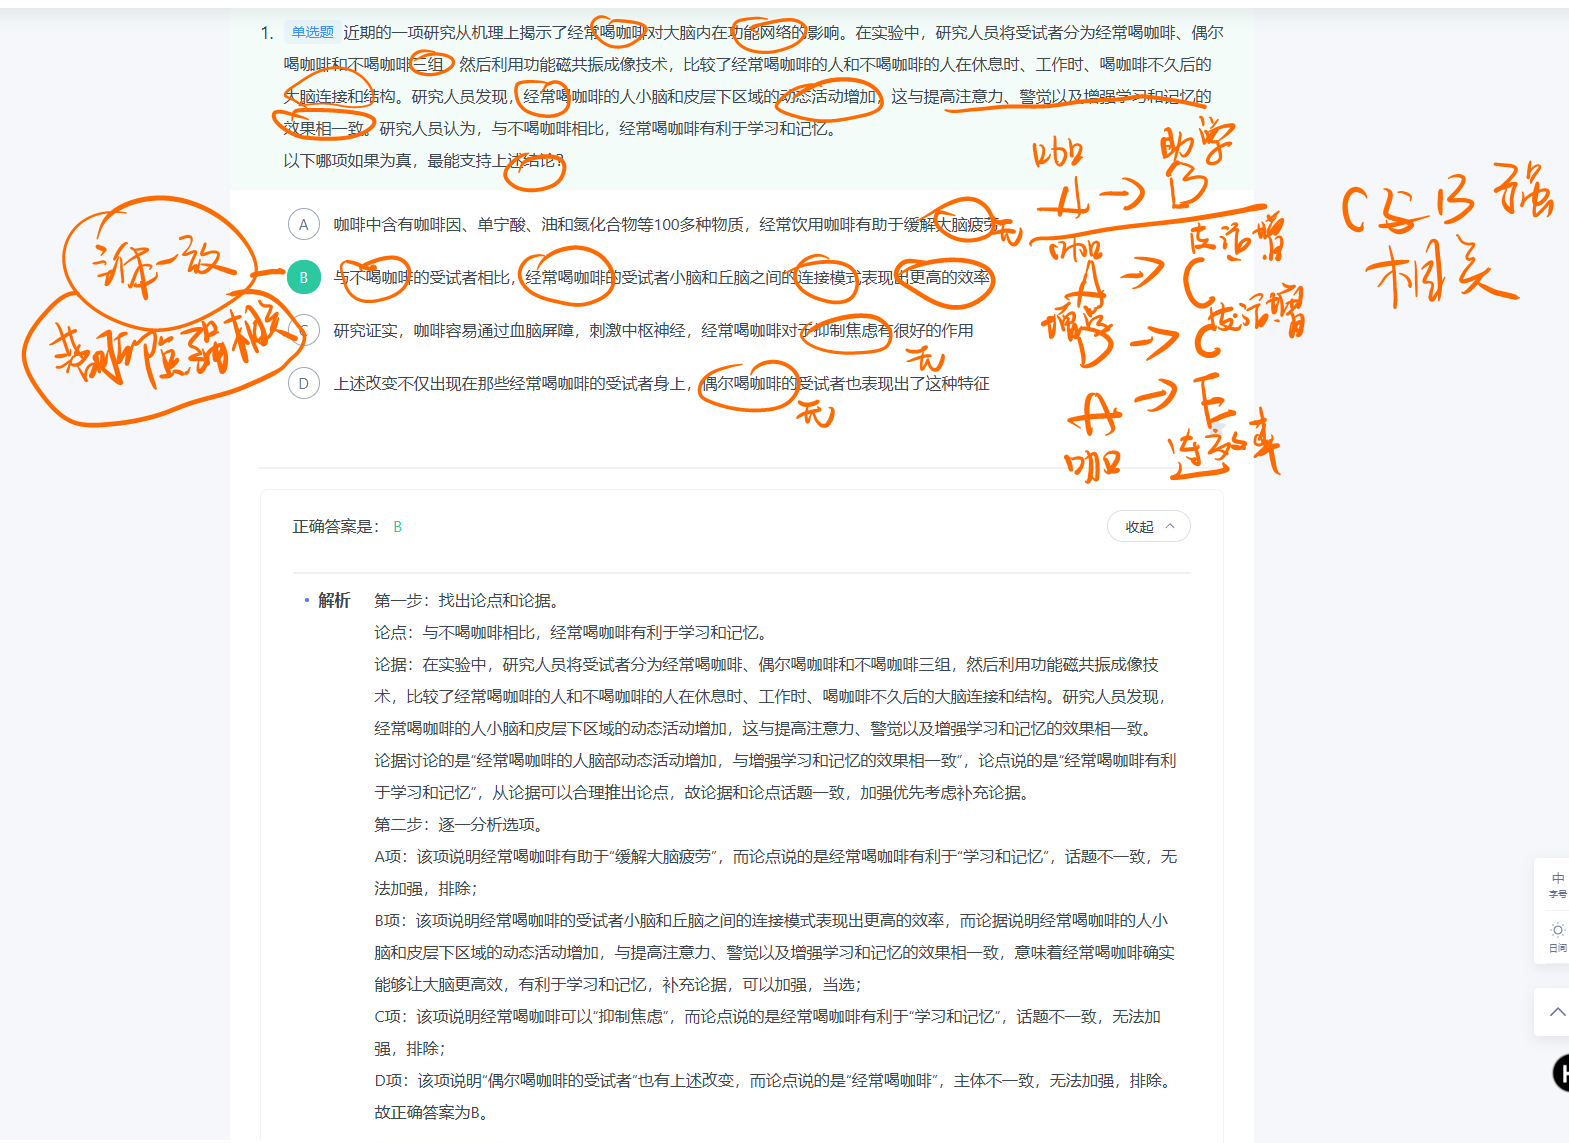 1. 单选题 近期的一项研究从机理上揭示了经常喝咖啡对大脑内在功能网络的影响。在实验中，研究人员将受试者分为经常喝咖啡、偶尔
喝咖啡和不喝咖啡三组，然后利用功能磁共振成像技术，比较了经常喝咖啡的人和不喝咖啡的人在休息时、工作时、喝咖啡不久后的
大脑连接和结构。研究人员发现，经常喝咖啡的人小脑和皮层下区域的动态活动增加，这与提高注意力、警觉以及增强学习和记忆的
效果相一致。研究人员认为，与不喝咖啡相比，经常喝咖啡有利于学习和记忆。
以下哪项如果为真，最能支持上述结论？
咖 助学
A → B
C与B强
相关
A 咖啡中含有咖啡因、单宁酸、油和氮化合物等100多种物质，经常饮用咖啡有助于缓解大脑疲劳 无
咖 皮活增
A → C
B 与不喝咖啡的受试者相比，经常喝咖啡的受试者小脑和丘脑之间的连接模式表现出更高的效率
一致
强相关
C 研究证实，咖啡容易通过血脑屏障，刺激中枢神经，经常喝咖啡对于抑制焦虑有很好的作用
无
增学 皮活增
B → C
D 上述改变不仅出现在那些经常喝咖啡的受试者身上，偶尔喝咖啡的受试者也表现出了这种特征
无
A → E
咖 连效率
正确答案是： B
收起
解析 第一步：找出论点和论据。
论点：与不喝咖啡相比，经常喝咖啡有利于学习和记忆。
论据：在实验中，研究人员将受试者分为经常喝咖啡、偶尔喝咖啡和不喝咖啡三组，然后利用功能磁共振成像技
术，比较了经常喝咖啡的人和不喝咖啡的人在休息时、工作时、喝咖啡不久后的大脑连接和结构。研究人员发现，
经常喝咖啡的人小脑和皮层下区域的动态活动增加，这与提高注意力、警觉以及增强学习和记忆的效果相一致。
论据讨论的是“经常喝咖啡的人脑部动态活动增加，与增强学习和记忆的效果相一致”，论点说的是“经常喝咖啡有利
于学习和记忆”，从论据可以合理推出论点，故论据和论点话题一致，加强优先考虑补充论据。
第二步：逐一分析选项。
A项：该项说明经常喝咖啡有助于“缓解大脑疲劳”，而论点说的是经常喝咖啡有利于“学习和记忆”，话题不一致，无
法加强，排除；
B项：该项说明经常喝咖啡的受试者小脑和丘脑之间的连接模式表现出更高的效率，而论据说明经常喝咖啡的人小
脑和皮层下区域的动态活动增加，与提高注意力、警觉以及增强学习和记忆的效果相一致，意味着经常喝咖啡确实
能够让大脑更高效，有利于学习和记忆，补充论据，可以加强，当选；
C项：该项说明经常喝咖啡可以“抑制焦虑”，而论点说的是经常喝咖啡有利于“学习和记忆”，话题不一致，无法加
强，排除；
D项：该项说明“偶尔喝咖啡的受试者”也有上述改变，而论点说的是“经常喝咖啡”，主体不一致，无法加强，排除。
故正确答案为B。
中
字号
日间